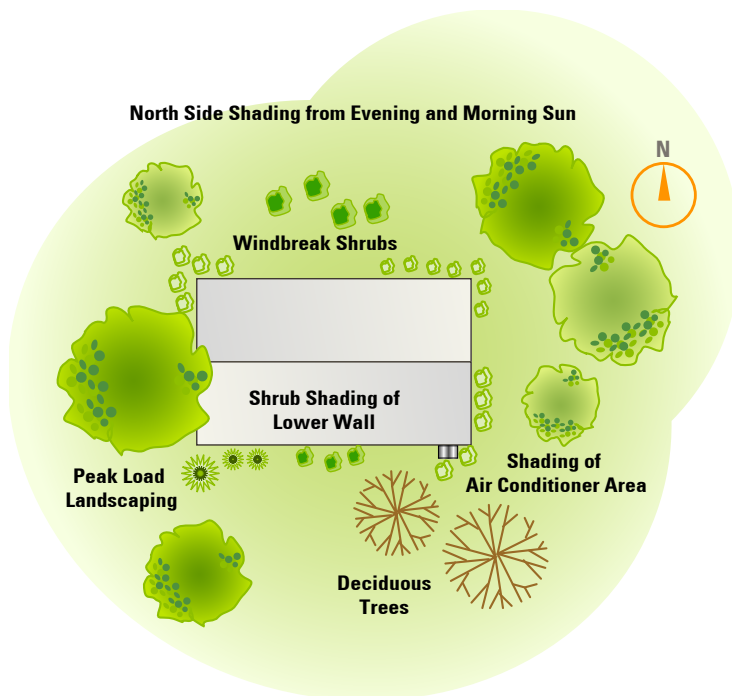 North Side Shading from Evening and Morning Sun
N
Windbreak Shrubs
Shrub Shading of
Lower Wall
Peak Load
Landscaping
Shading of
Air Conditioner Area
Deciduous
Trees